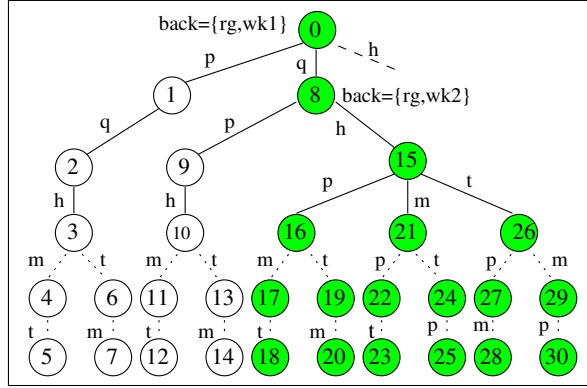 back={rg,wk1} 0
p q h
1 8 back={rg,wk2}
q p h
2 9 15
h h p m t
3 10 16 21 26
m t m t m t p t p m
4 6 11 13 17 19 22 24 27 29
t m t m t m t p m p
5 7 12 14 18 20 23 25 28 30